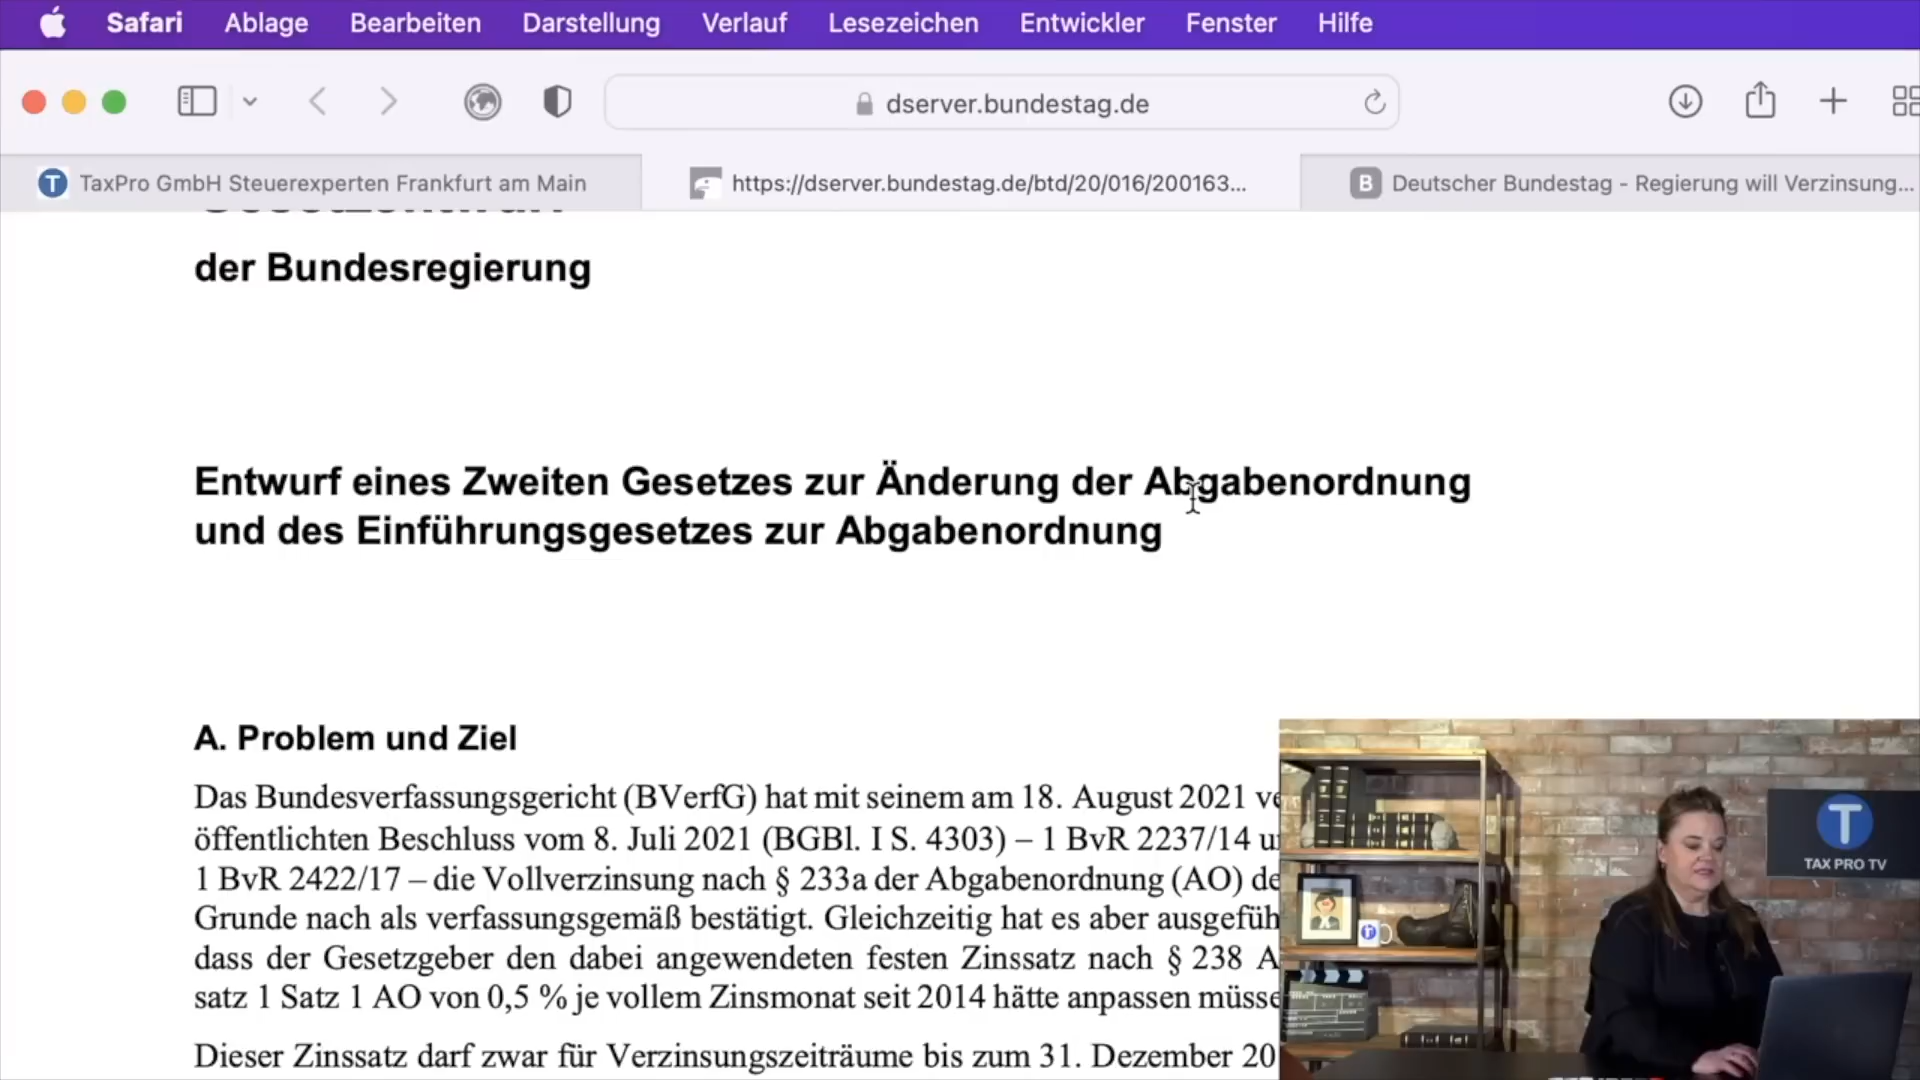 Safari Ablage Bearbeiten Darstellung Verlauf Lesezeichen Entwickler Fenster Hilfe
dserver.bundestag.de
T TaxPro GmbH Steuerexperten Frankfurt am Main
https://dserver.bundestag.de/btd/20/016/200163...
B Deutscher Bundestag - Regierung will Verzinsung...
der Bundesregierung
Entwurf eines Zweiten Gesetzes zur Änderung der Abgabenordnung
und des Einführungsgesetzes zur Abgabenordnung
A. Problem und Ziel
Das Bundesverfassungsgericht (BVerfG) hat mit seinem am 18. August 2021 ve
öffentlichten Beschluss vom 8. Juli 2021 (BGBl. I S. 4303) – 1 BvR 2237/14 u
1 BvR 2422/17 – die Vollverzinsung nach § 233a der Abgabenordnung (AO) de
Grunde nach als verfassungsgemäß bestätigt. Gleichzeitig hat es aber ausgefüh
dass der Gesetzgeber den dabei angewendeten festen Zinssatz nach § 238 A
satz 1 Satz 1 AO von 0,5 % je vollem Zinsmonat seit 2014 hätte anpassen müsse
Dieser Zinssatz darf zwar für Verzinsungszeiträume bis zum 31. Dezember 20
T
TAX PRO TV